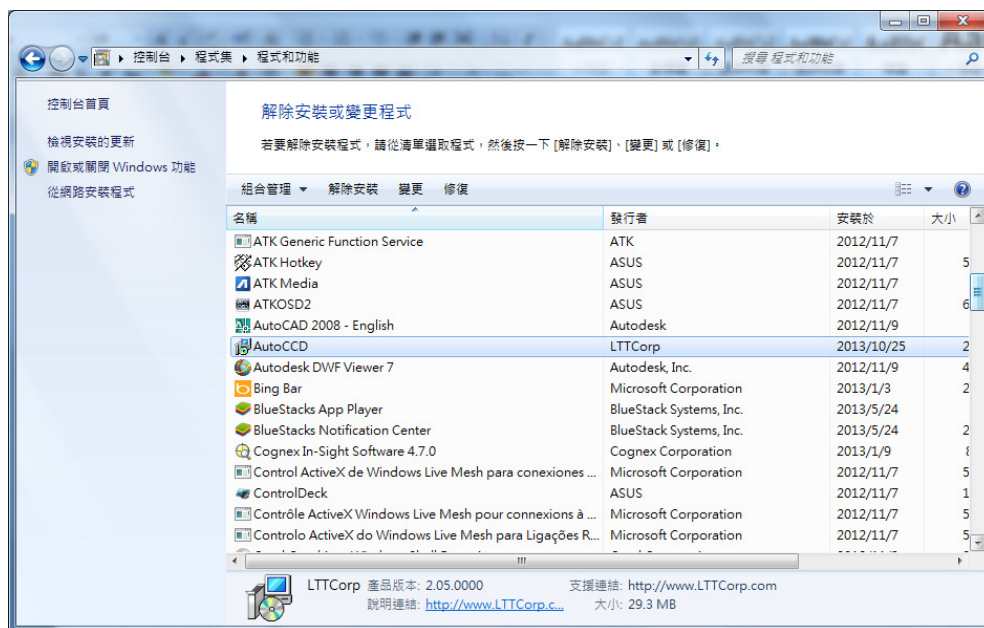 控制台 ▸ 程式集 ▸ 程式和功能
搜尋 程式和功能
控制台首頁
檢視安裝的更新
開啟或關閉 Windows 功能
從網路安裝程式
解除安裝或變更程式
若要解除安裝程式，請從清單選取程式，然後按一下 [解除安裝]、[變更] 或 [修復]。
組合管理 解除安裝 變更 修復
名稱 發行者 安裝於 大小
ATK Generic Function Service ATK 2012/11/7
ATK Hotkey ASUS 2012/11/7 5
ATK Media ASUS 2012/11/7
ATKOSD2 ASUS 2012/11/7 6
AutoCAD 2008 - English Autodesk 2012/11/9
AutoCCD LTTCorp 2013/10/25 2
Autodesk DWF Viewer 7 Autodesk, Inc. 2012/11/9 4
Bing Bar Microsoft Corporation 2013/1/3 2
BlueStacks App Player BlueStack Systems, Inc. 2013/5/24
BlueStacks Notification Center BlueStack Systems, Inc. 2013/5/24 2
Cognex In-Sight Software 4.7.0 Cognex Corporation 2013/1/9
Control ActiveX de Windows Live Mesh para conexiones ... Microsoft Corporation 2012/11/7 5
ControlDeck ASUS 2012/11/7 1
Contrôle ActiveX Windows Live Mesh pour connexions à ... Microsoft Corporation 2012/11/7 5
Controlo ActiveX do Windows Live Mesh para Ligações R... Microsoft Corporation 2012/11/7 5
LTTCorp 產品版本: 2.05.0000 支援連結: http://www.LTTCorp.com
說明連結: http://www.LTTCorp.c... 大小: 29.3 MB